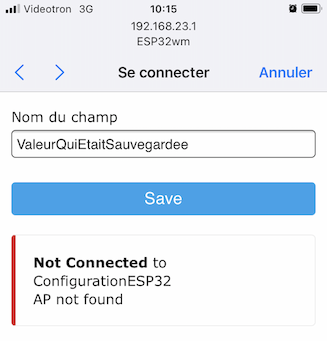 Videotron 3G 10:15
192.168.23.1
ESP32wm
Se connecter Annuler
Nom du champ
ValeurQuiEtaitSauvegardee
Save
Not Connected to
ConfigurationESP32
AP not found